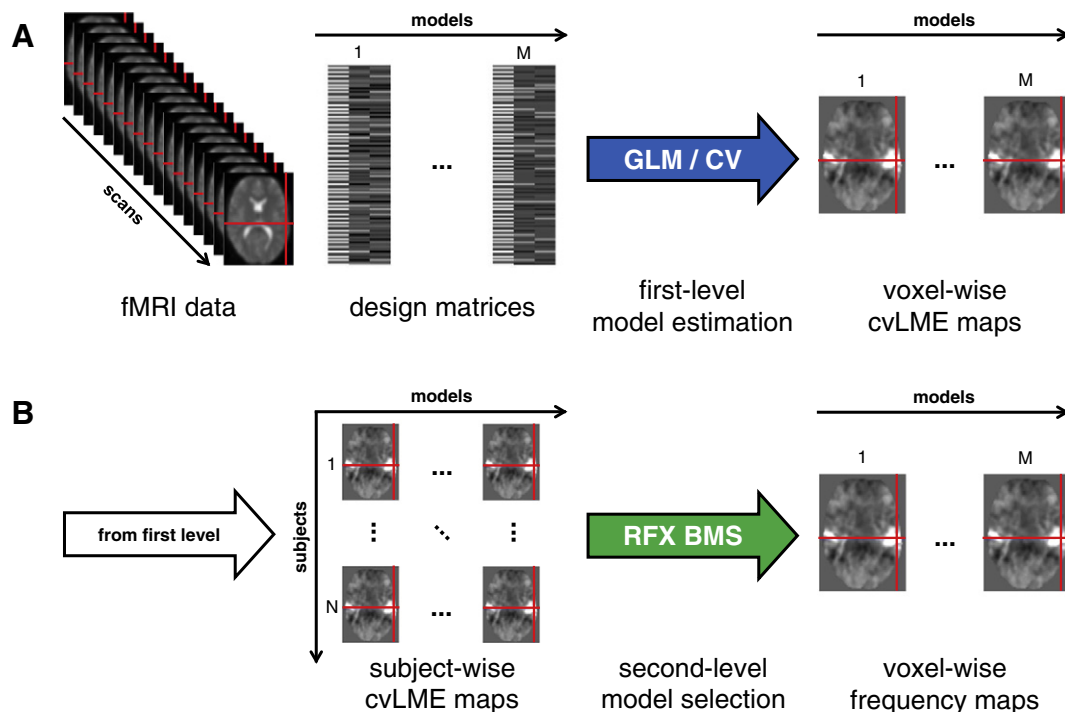 A
models
models
1
M
1
M
...
GLM / CV
...
scans
fMRI data
design matrices
first-level
model estimation
voxel-wise
cvLME maps
B
models
models
1
...
1
M
from first level
subjects
RFX BMS
...
N
...
subject-wise
cvLME maps
second-level
model selection
voxel-wise
frequency maps